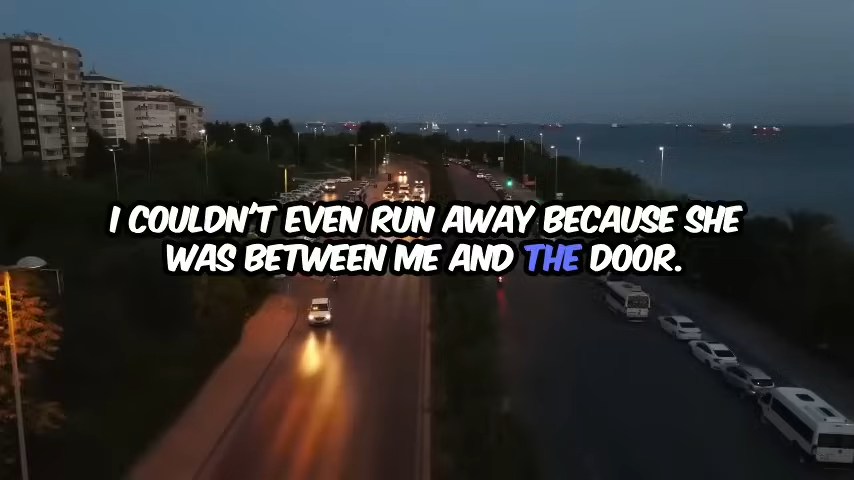 I COULDN'T EVEN RUN AWAY BECAUSE SHE
WAS BETWEEN ME AND THE DOOR.